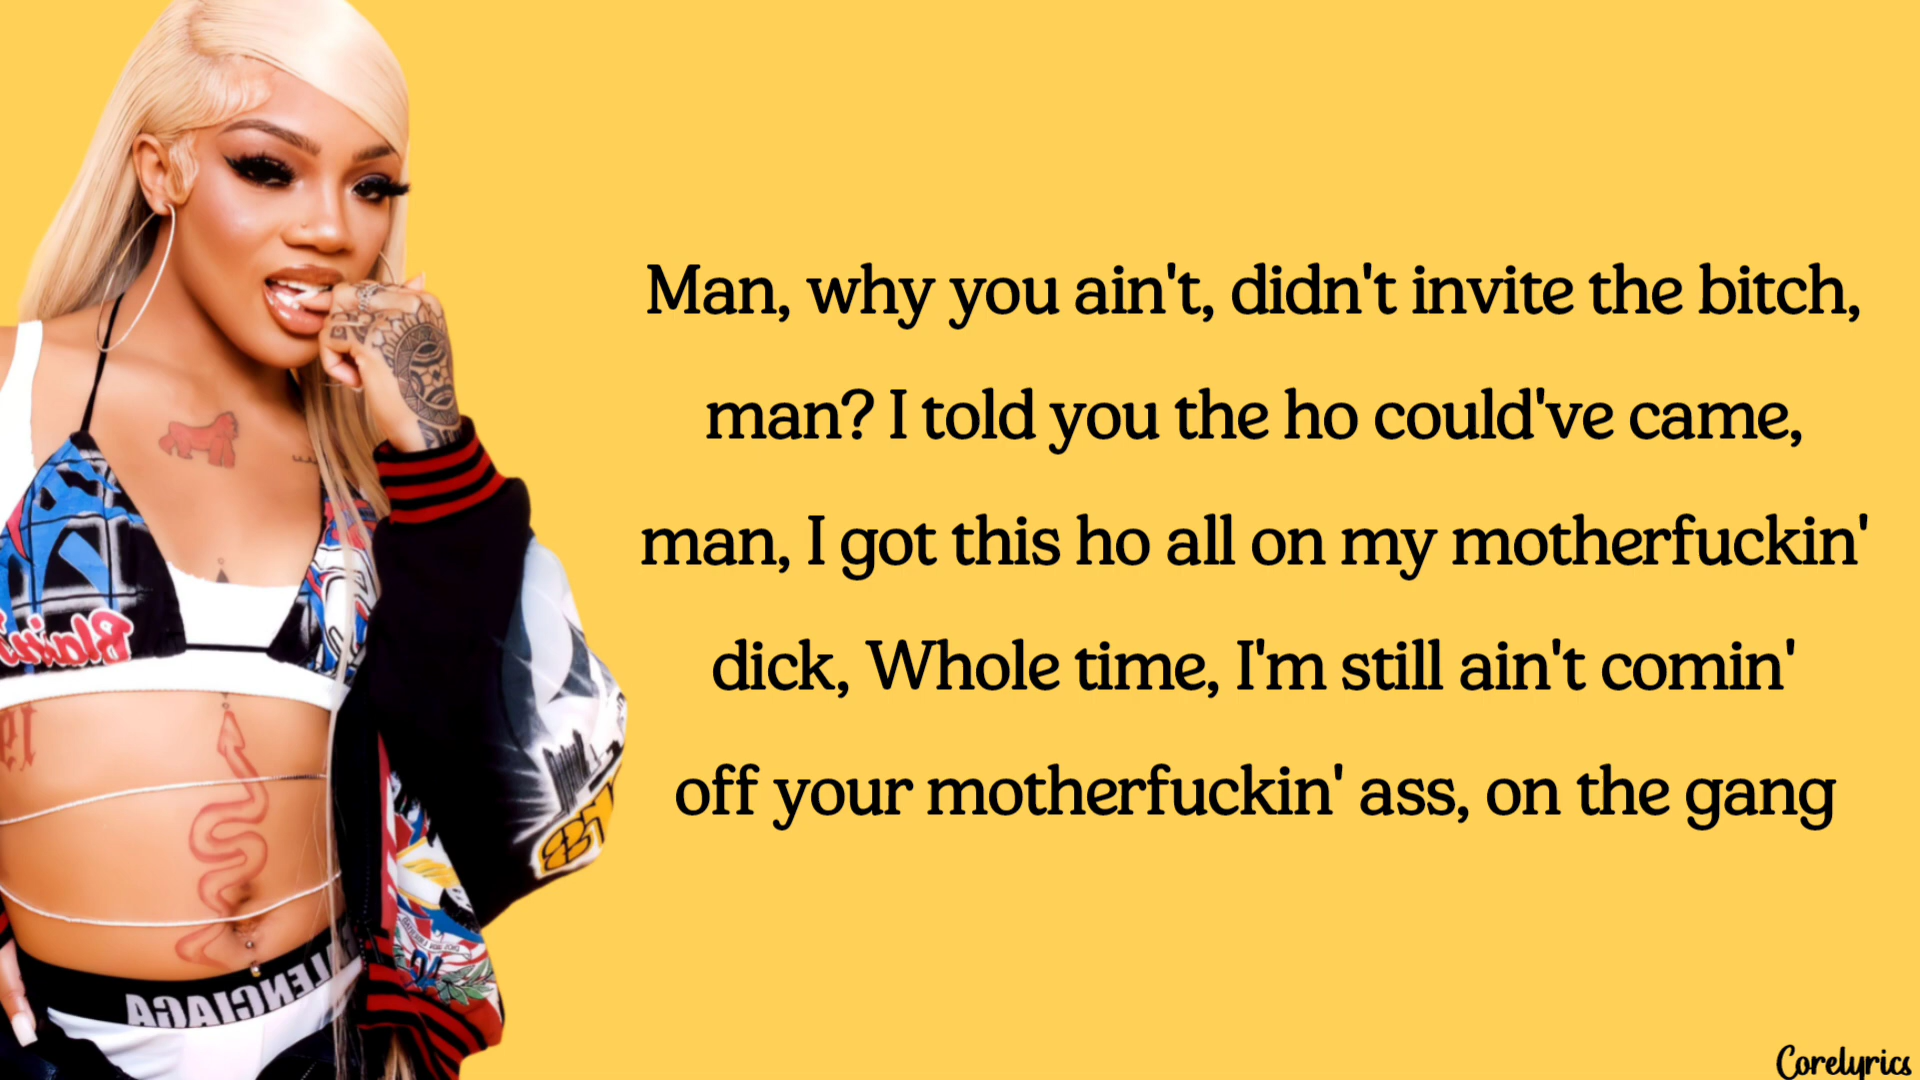 Man, why you ain't, didn't invite the bitch,
man? I told you the ho could've came,
man, I got this ho all on my motherfuckin'
dick, Whole time, I'm still ain't comin'
off your motherfuckin' ass, on the gang
LENCIAGA
Corelyrics